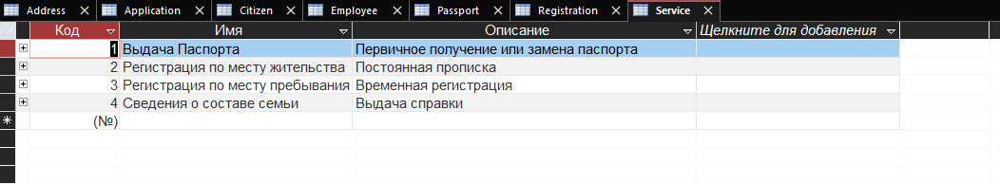 Address Application Citizen Employee Passport Registration Service
Код Имя Описание Щелкните для добавления
1 Выдача Паспорта Первичное получение или замена паспорта
2 Регистрация по месту жительства Постоянная прописка
3 Регистрация по месту пребывания Временная регистрация
4 Сведения о составе семьи Выдача справки
(№)